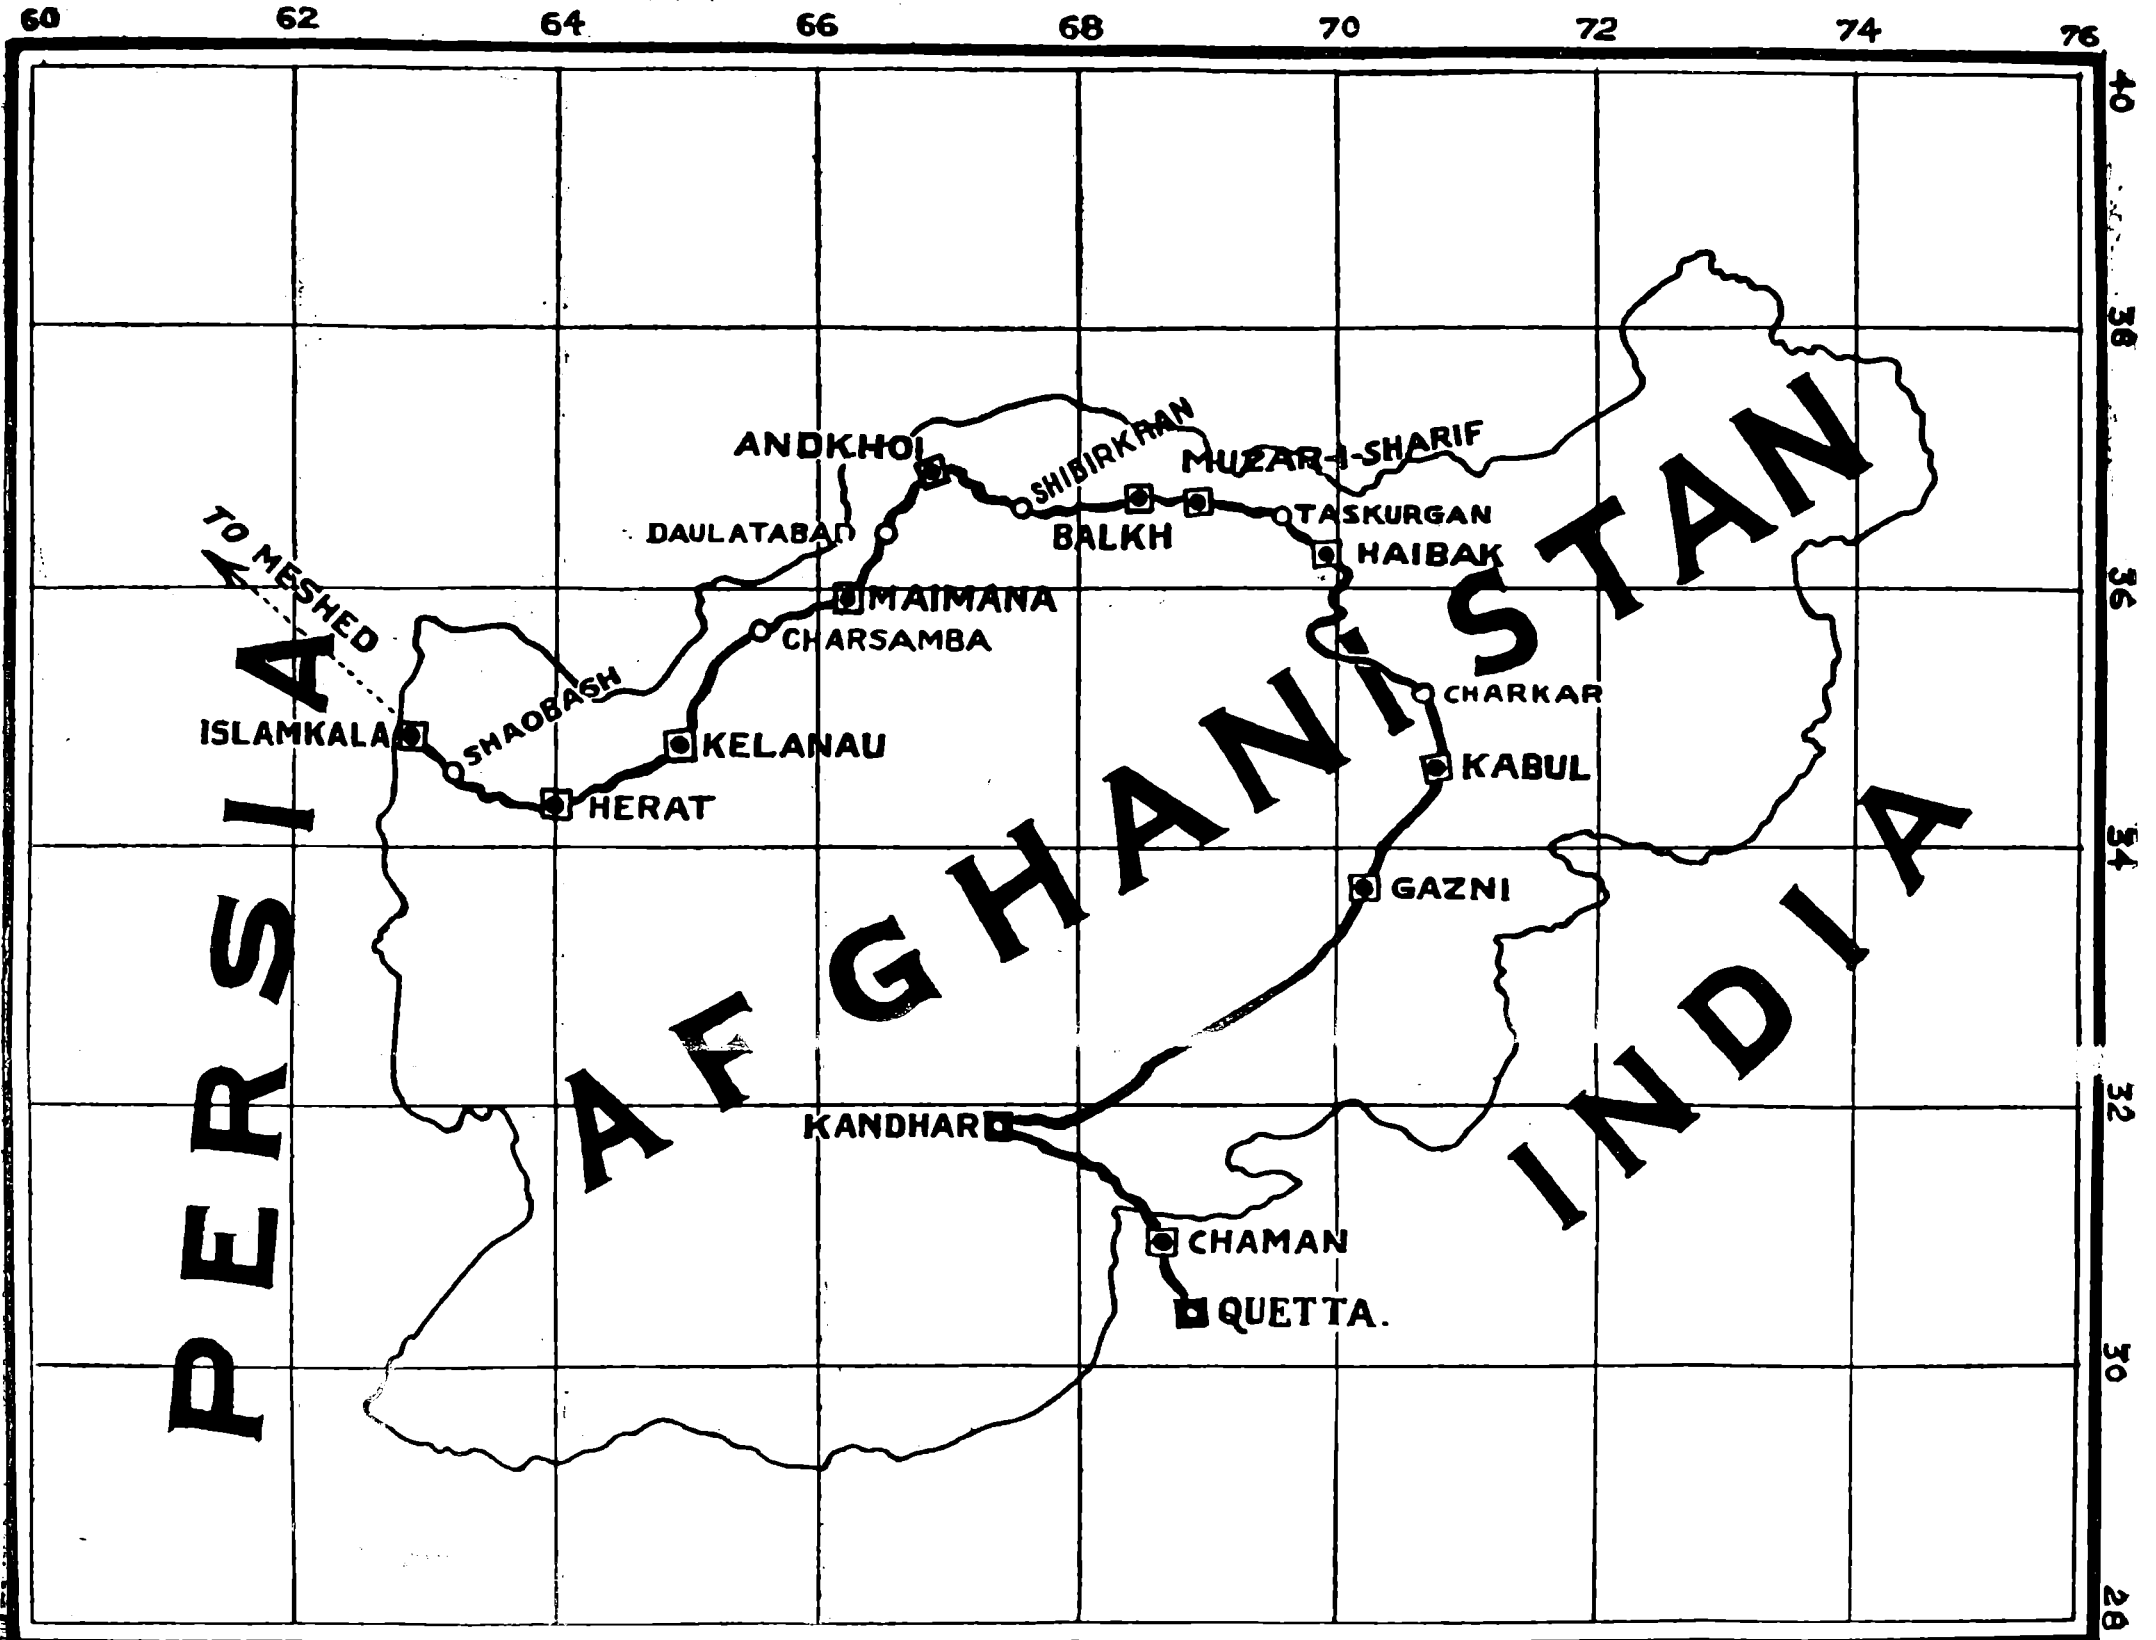 60 62 64 66 68 70 72 74 76
40
38
36
34
32
30
28
ANDKHOI
SHIBIRKHAN
MUZAR-I-SHARIF
DAULATABAD
BALKH
TASKURGAN
HAIBAK
TO MESHED
MAIMANA
CHARSAMBA
SHAOBAGH
CHARKAR
ISLAMKALA
KELANAU
KABUL
HERAT
GAZNI
PERSIA
AFGHANISTAN
INDIA
KANDHAR
CHAMAN
QUETTA.